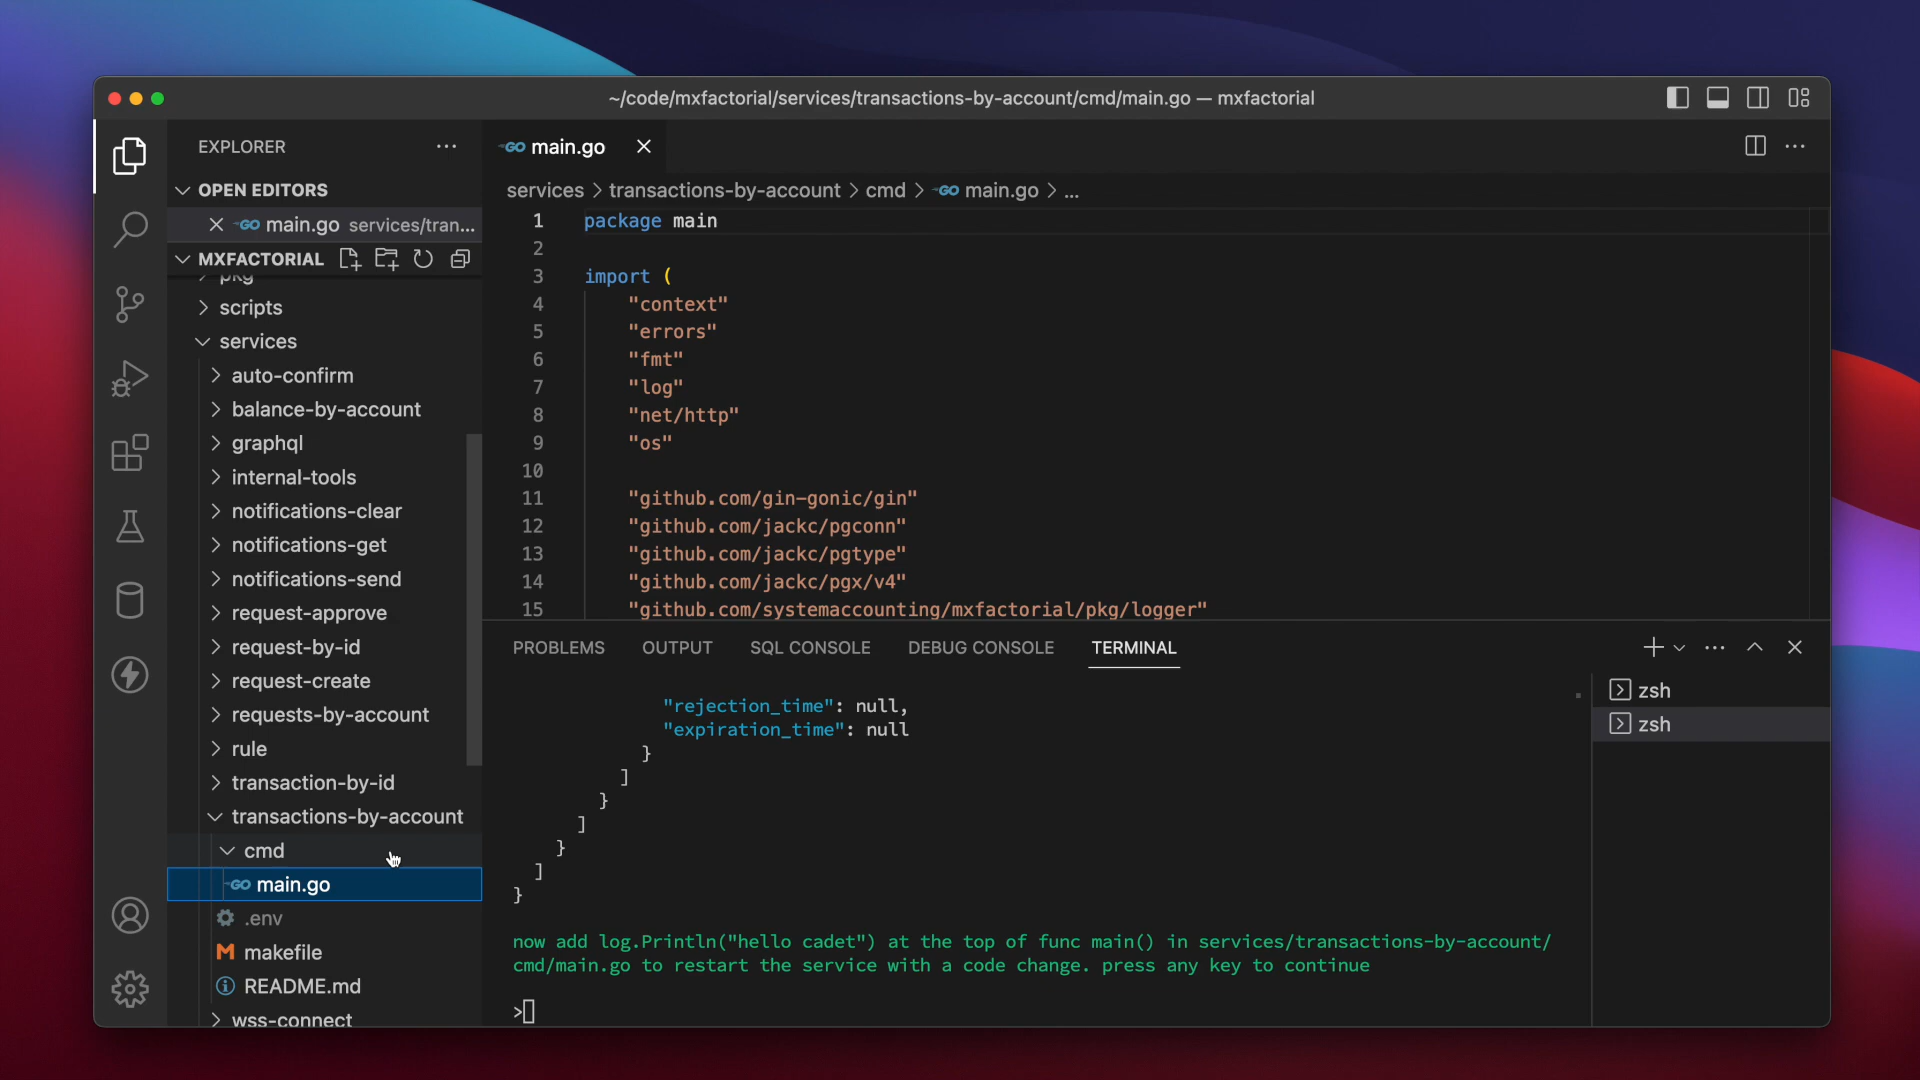 ~/code/mxfactorial/services/transactions-by-account/cmd/main.go — mxfactorial
EXPLORER
OPEN EDITORS
main.go services/tran...
MXFACTORIAL
pkg
scripts
services
auto-confirm
balance-by-account
graphql
internal-tools
notifications-clear
notifications-get
notifications-send
request-approve
request-by-id
request-create
requests-by-account
rule
transaction-by-id
transactions-by-account
cmd
GO main.go
.env
M makefile
README.md
wss-connect
GO main.go
services > transactions-by-account > cmd > GO main.go > ...
1 package main
2
3 import (
4 "context"
5 "errors"
6 "fmt"
7 "log"
8 "net/http"
9 "os"
10
11 "github.com/gin-gonic/gin"
12 "github.com/jackc/pgconn"
13 "github.com/jackc/pgtype"
14 "github.com/jackc/pgx/v4"
15 "github.com/systemaccounting/mxfactorial/pkg/logger"
PROBLEMS OUTPUT SQL CONSOLE DEBUG CONSOLE TERMINAL
"rejection_time": null,
"expiration_time": null
}
]
}
]
}
]
}
now add log.Println("hello cadet") at the top of func main() in services/transactions-by-account/
cmd/main.go to restart the service with a code change. press any key to continue
>
zsh
zsh